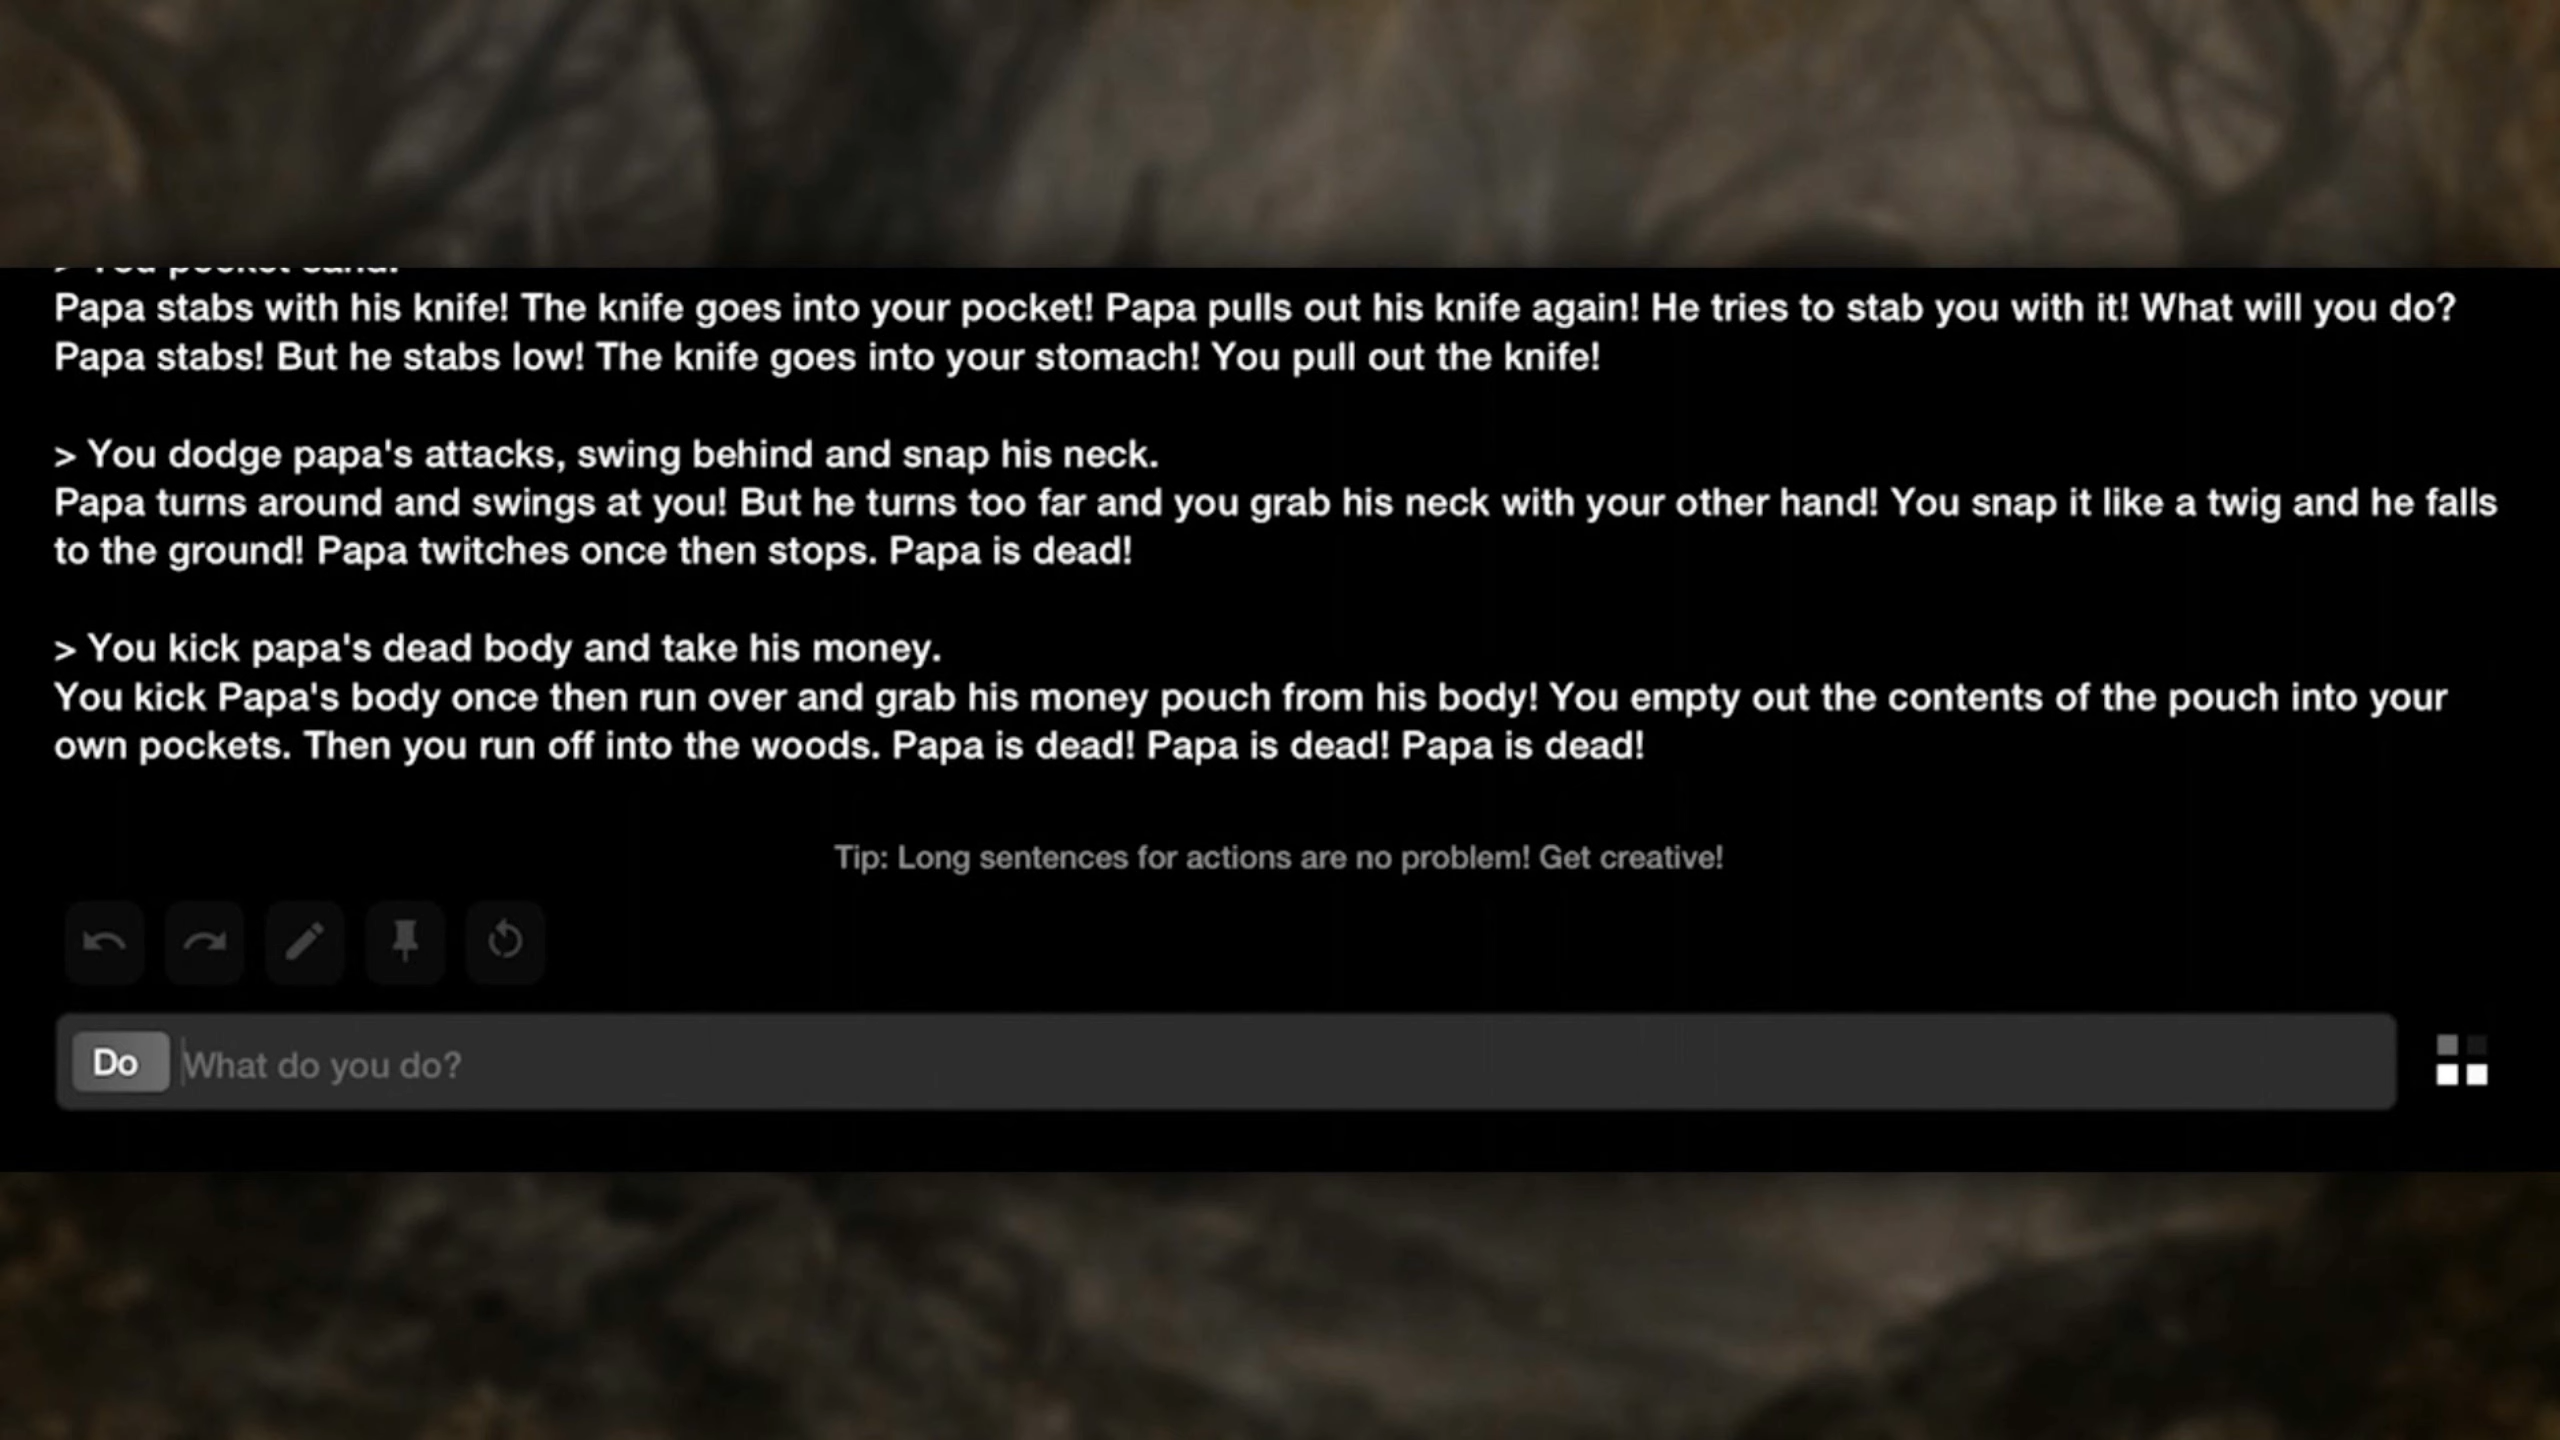 > You pocket sand.
Papa stabs with his knife! The knife goes into your pocket! Papa pulls out his knife again! He tries to stab you with it! What will you do?
Papa stabs! But he stabs low! The knife goes into your stomach! You pull out the knife!
> You dodge papa's attacks, swing behind and snap his neck.
Papa turns around and swings at you! But he turns too far and you grab his neck with your other hand! You snap it like a twig and he falls
to the ground! Papa twitches once then stops. Papa is dead!
> You kick papa's dead body and take his money.
You kick Papa's body once then run over and grab his money pouch from his body! You empty out the contents of the pouch into your
own pockets. Then you run off into the woods. Papa is dead! Papa is dead! Papa is dead!
Tip: Long sentences for actions are no problem! Get creative!
Do What do you do?